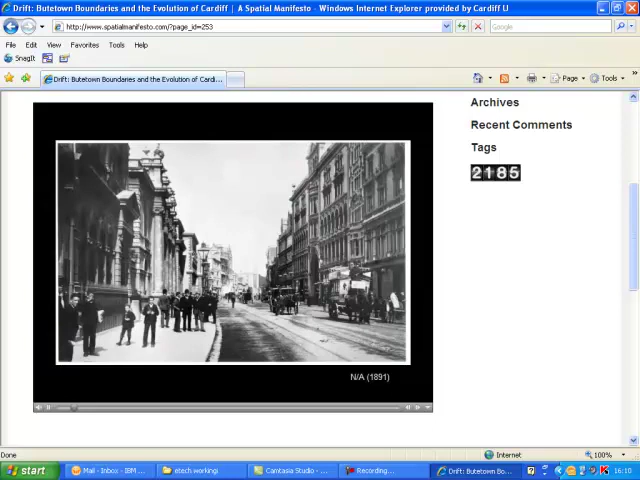 Drift: Butetown Boundaries and the Evolution of Cardiff | A Spatial Manifesto - Windows Internet Explorer provided by Cardiff U
http://www.spatialmanifesto.com/?page_id=253
Google
File Edit View Favorites Tools Help
SnagIt
Drift: Butetown Boundaries and the Evolution of Cardi...
Page Tools
Archives
Recent Comments
Tags
2185
N/A (1891)
Done
Internet
100%
start
Mail - Inbox - IBM ...
etech workingi
Camtasia Studio - ...
Recording...
Drift: Butetown Bo...
16:10